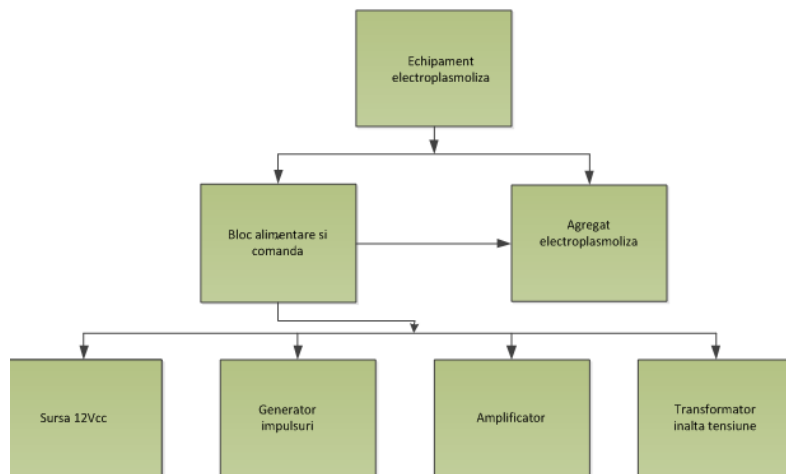 Echipament
electroplasmoliza
Bloc alimentare si
comanda
Agregat
electroplasmoliza
Sursa 12Vcc
Generator
impulsuri
Amplificator
Transformator
inalta tensiune